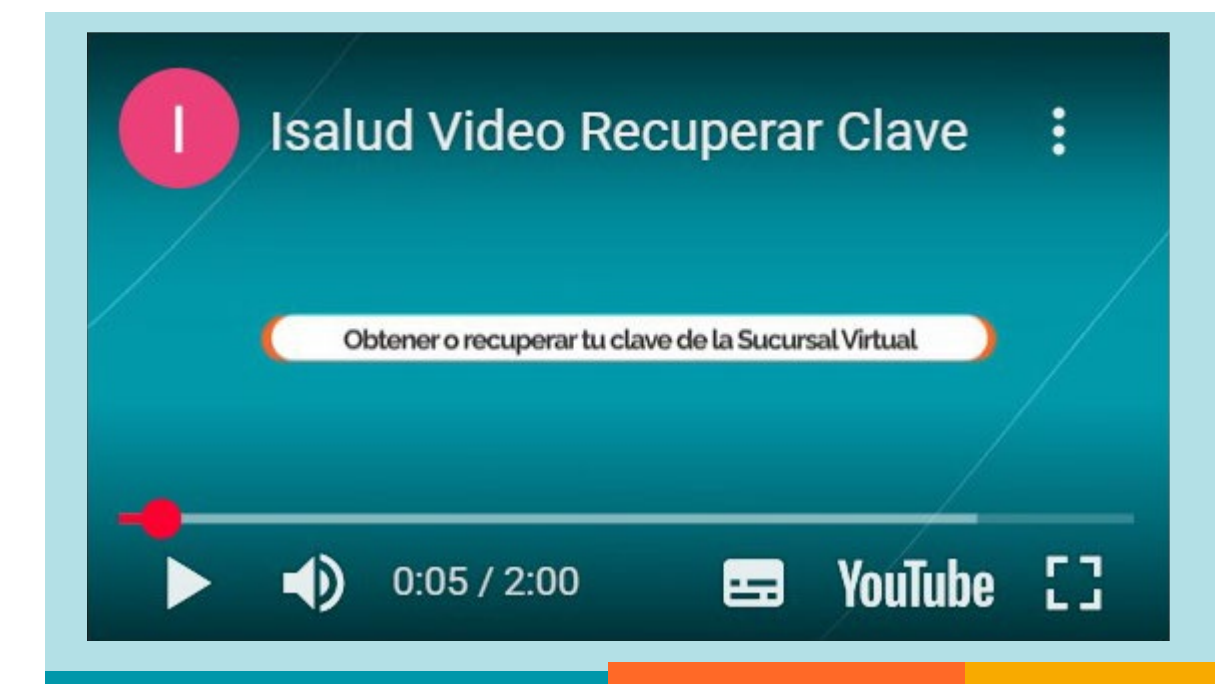 I
Isalud Video Recuperar Clave
Obtener o recuperar tu clave de la Sucursal Virtual
0:05 / 2:00
YouTube